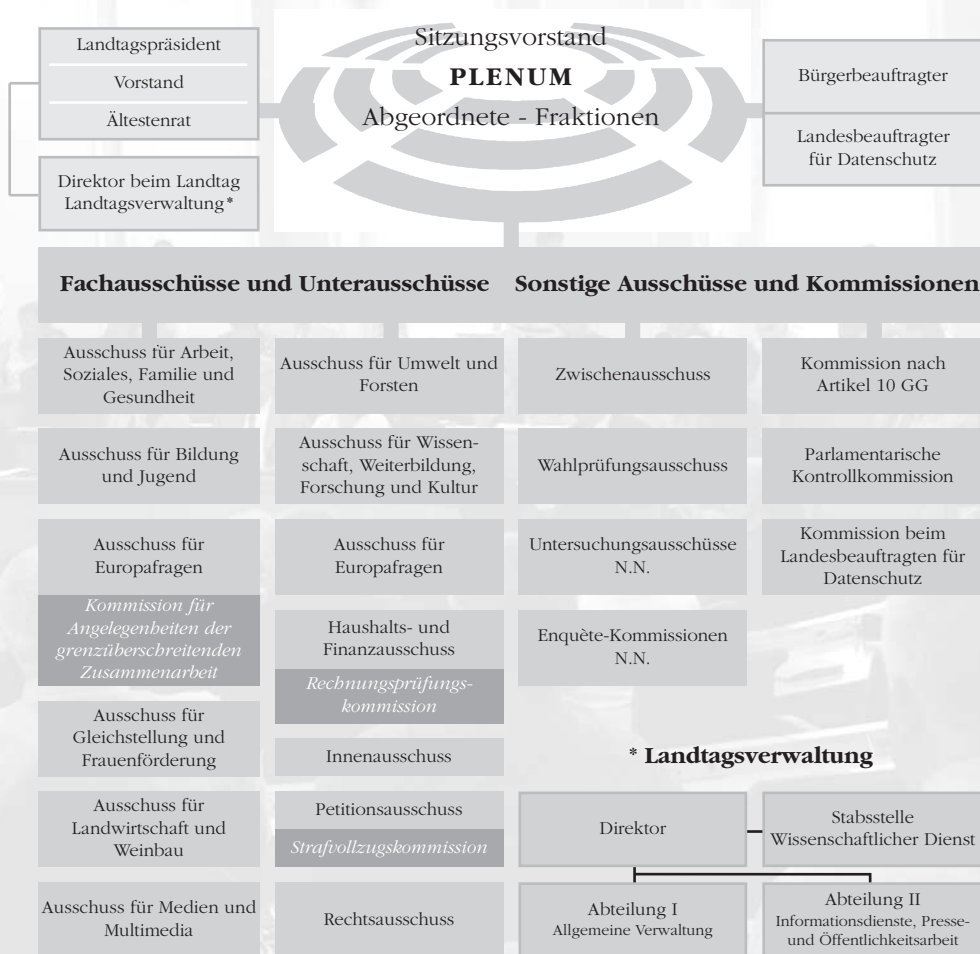 Landtagspräsident
Vorstand
Ältestenrat
Direktor beim Landtag
Landtagsverwaltung*
Sitzungsvorstand
PLENUM
Abgeordnete - Fraktionen
Bürgerbeauftragter
Landesbeauftragter
für Datenschutz
Fachausschüsse und Unterausschüsse
Sonstige Ausschüsse und Kommissionen
Ausschuss für Arbeit,
Soziales, Familie und
Gesundheit
Ausschuss für Bildung
und Jugend
Ausschuss für
Europafragen
Kommission für
Angelegenheiten der
grenzüberschreitenden
Zusammenarbeit
Ausschuss für
Gleichstellung und
Frauenförderung
Ausschuss für
Landwirtschaft und
Weinbau
Ausschuss für Medien und
Multimedia
Ausschuss für Umwelt und
Forsten
Ausschuss für Wissen-
schaft, Weiterbildung,
Forschung und Kultur
Ausschuss für
Europafragen
Haushalts- und
Finanzausschuss
Rechnungsprüfungs-
kommission
Innenausschuss
Petitionsausschuss
Strafvollzugskommission
Rechtsausschuss
Zwischenausschuss
Wahlprüfungsausschuss
Untersuchungsausschüsse
N.N.
Enquète-Kommissionen
N.N.
Kommission nach
Artikel 10 GG
Parlamentarische
Kontrollkommission
Kommission beim
Landesbeauftragten für
Datenschutz
* Landtagsverwaltung
Direktor
Stabsstelle
Wissenschaftlicher Dienst
Abteilung I
Allgemeine Verwaltung
Abteilung II
Informationsdienste, Presse-
und Öffentlichkeitsarbeit